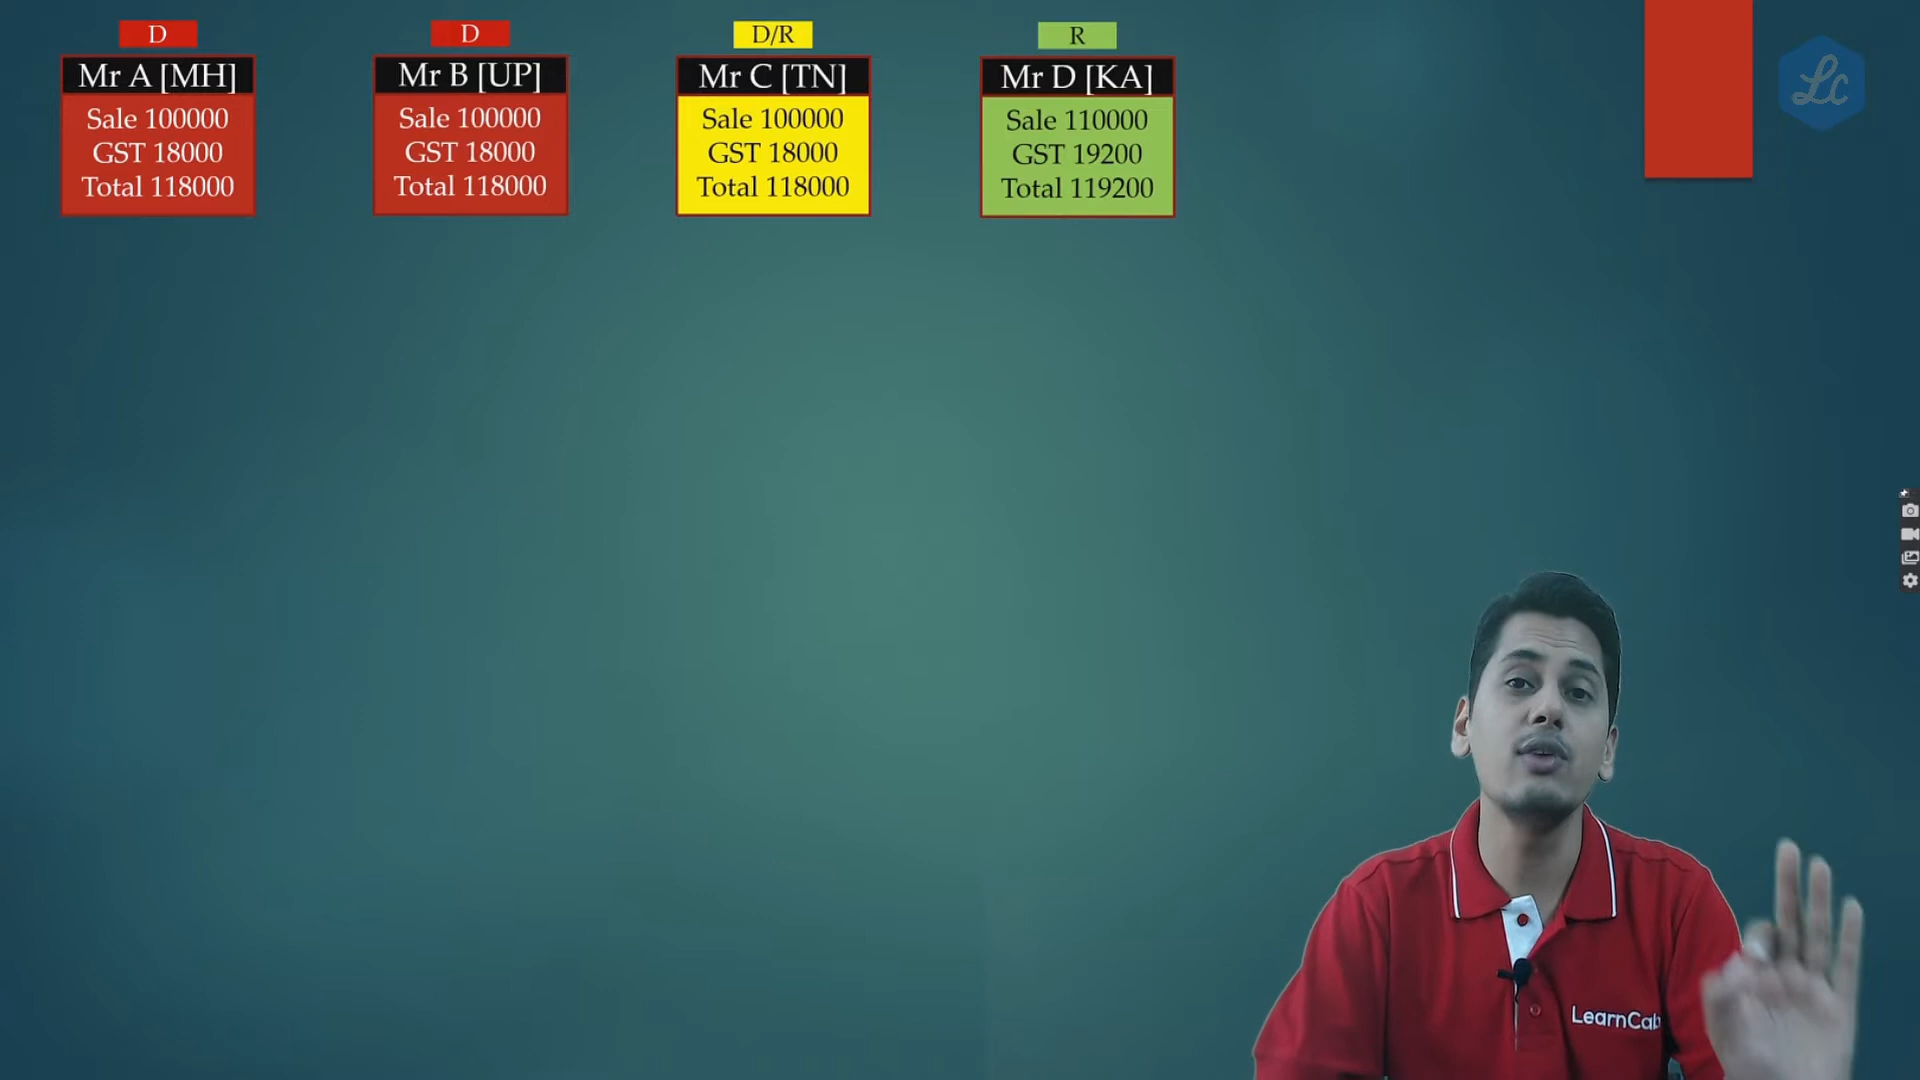 D
Mr A [MH]
Sale 100000
GST 18000
Total 118000
D
Mr B [UP]
Sale 100000
GST 18000
Total 118000
D/R
Mr C [TN]
Sale 100000
GST 18000
Total 118000
R
Mr D [KA]
Sale 110000
GST 19200
Total 119200
Lc
LearnCab